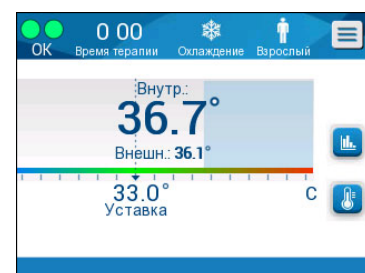 OK
0 00
Время терапии
Охлаждение
Взрослый
Внутр.:
36.7°
Внешн.: 36.1°
33.0°
Уставка
C